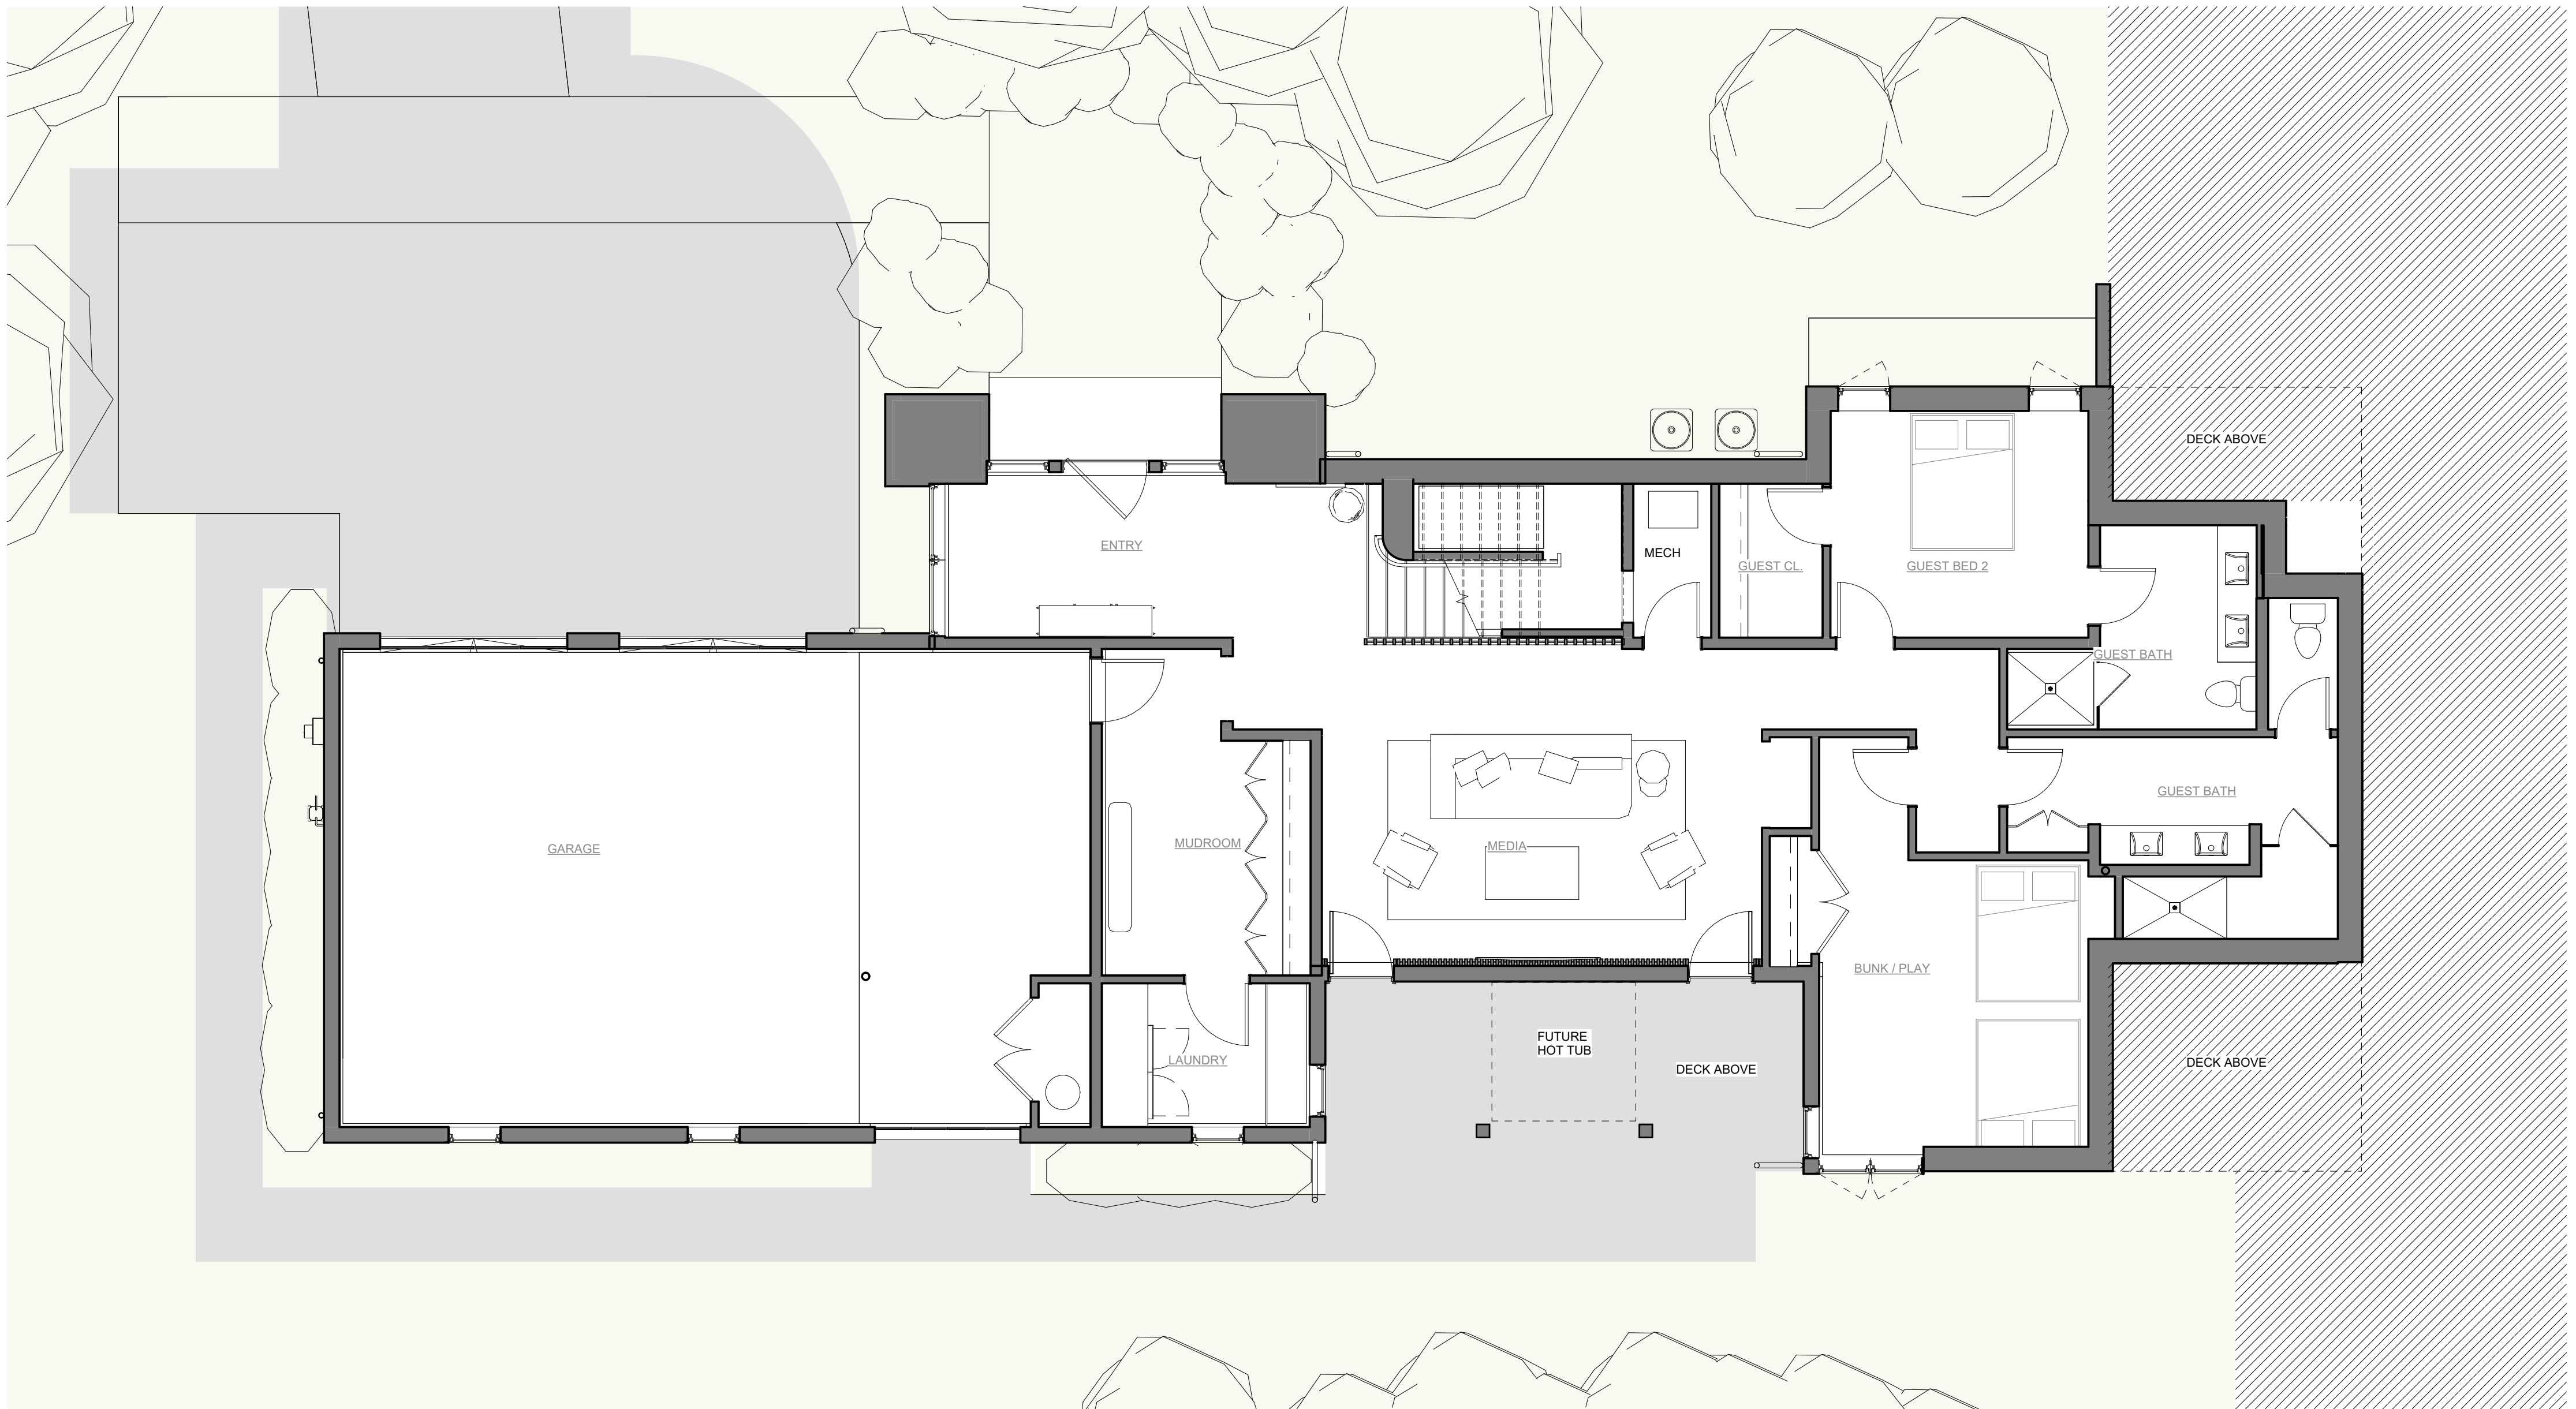 DECK ABOVE
ENTRY
MECH
GUEST CL.
GUEST BED 2
GUEST BATH
GUEST BATH
GARAGE
MUDROOM
MEDIA
BUNK / PLAY
FUTURE
HOT TUB
LAUNDRY
DECK ABOVE
DECK ABOVE